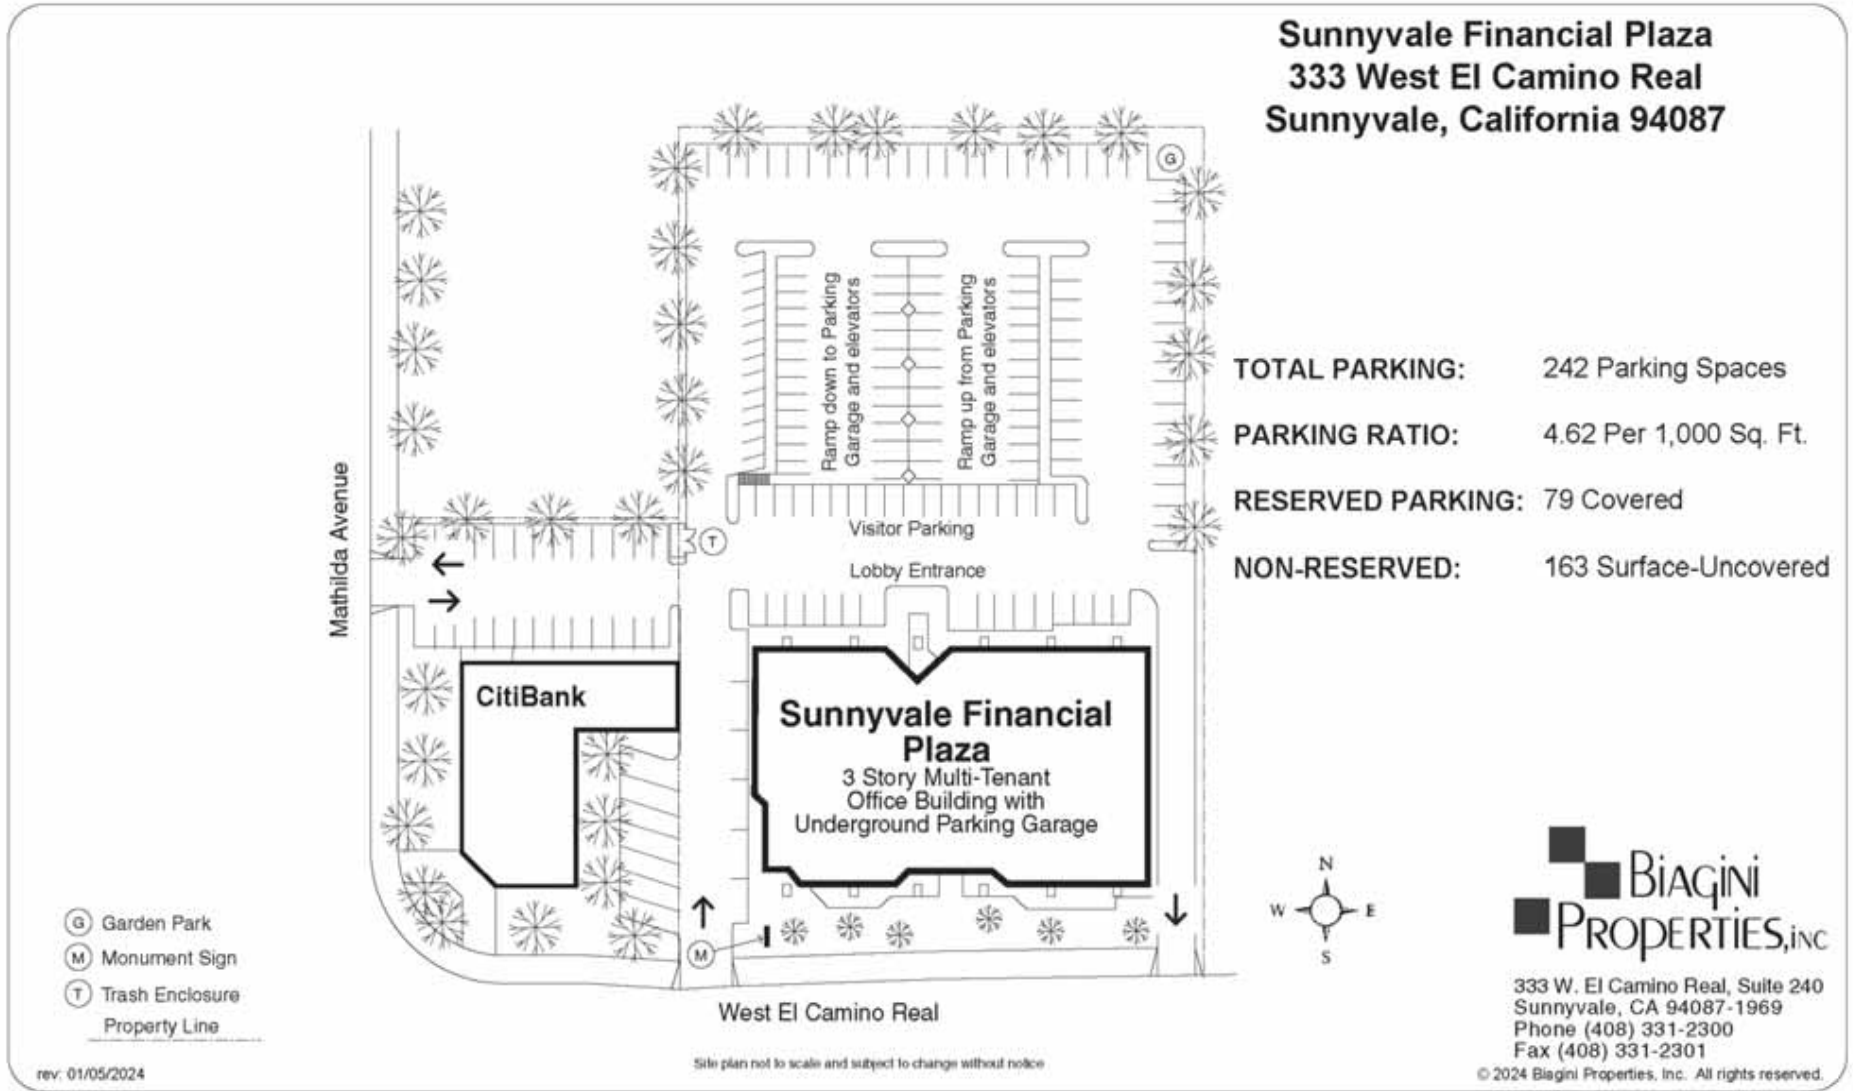 Sunnyvale Financial Plaza
333 West El Camino Real
Sunnyvale, California 94087
G
Ramp down to Parking
Garage and elevators
Ramp up from Parking
Garage and elevators
TOTAL PARKING: 242 Parking Spaces
PARKING RATIO: 4.62 Per 1,000 Sq. Ft.
RESERVED PARKING: 79 Covered
NON-RESERVED: 163 Surface-Uncovered
Mathilda Avenue
Visitor Parking
T
Lobby Entrance
CitiBank
Sunnyvale Financial
Plaza
3 Story Multi-Tenant
Office Building with
Underground Parking Garage
N
W E
S
M
West El Camino Real
G Garden Park
M Monument Sign
T Trash Enclosure
Property Line
BiAGiNi
PROPERTiES,iNC
333 W. El Camino Real, Suite 240
Sunnyvale, CA 94087-1969
Phone (408) 331-2300
Fax (408) 331-2301
rev: 01/05/2024
Site plan not to scale and subject to change without notice
© 2024 Biagini Properties, Inc. All rights reserved.